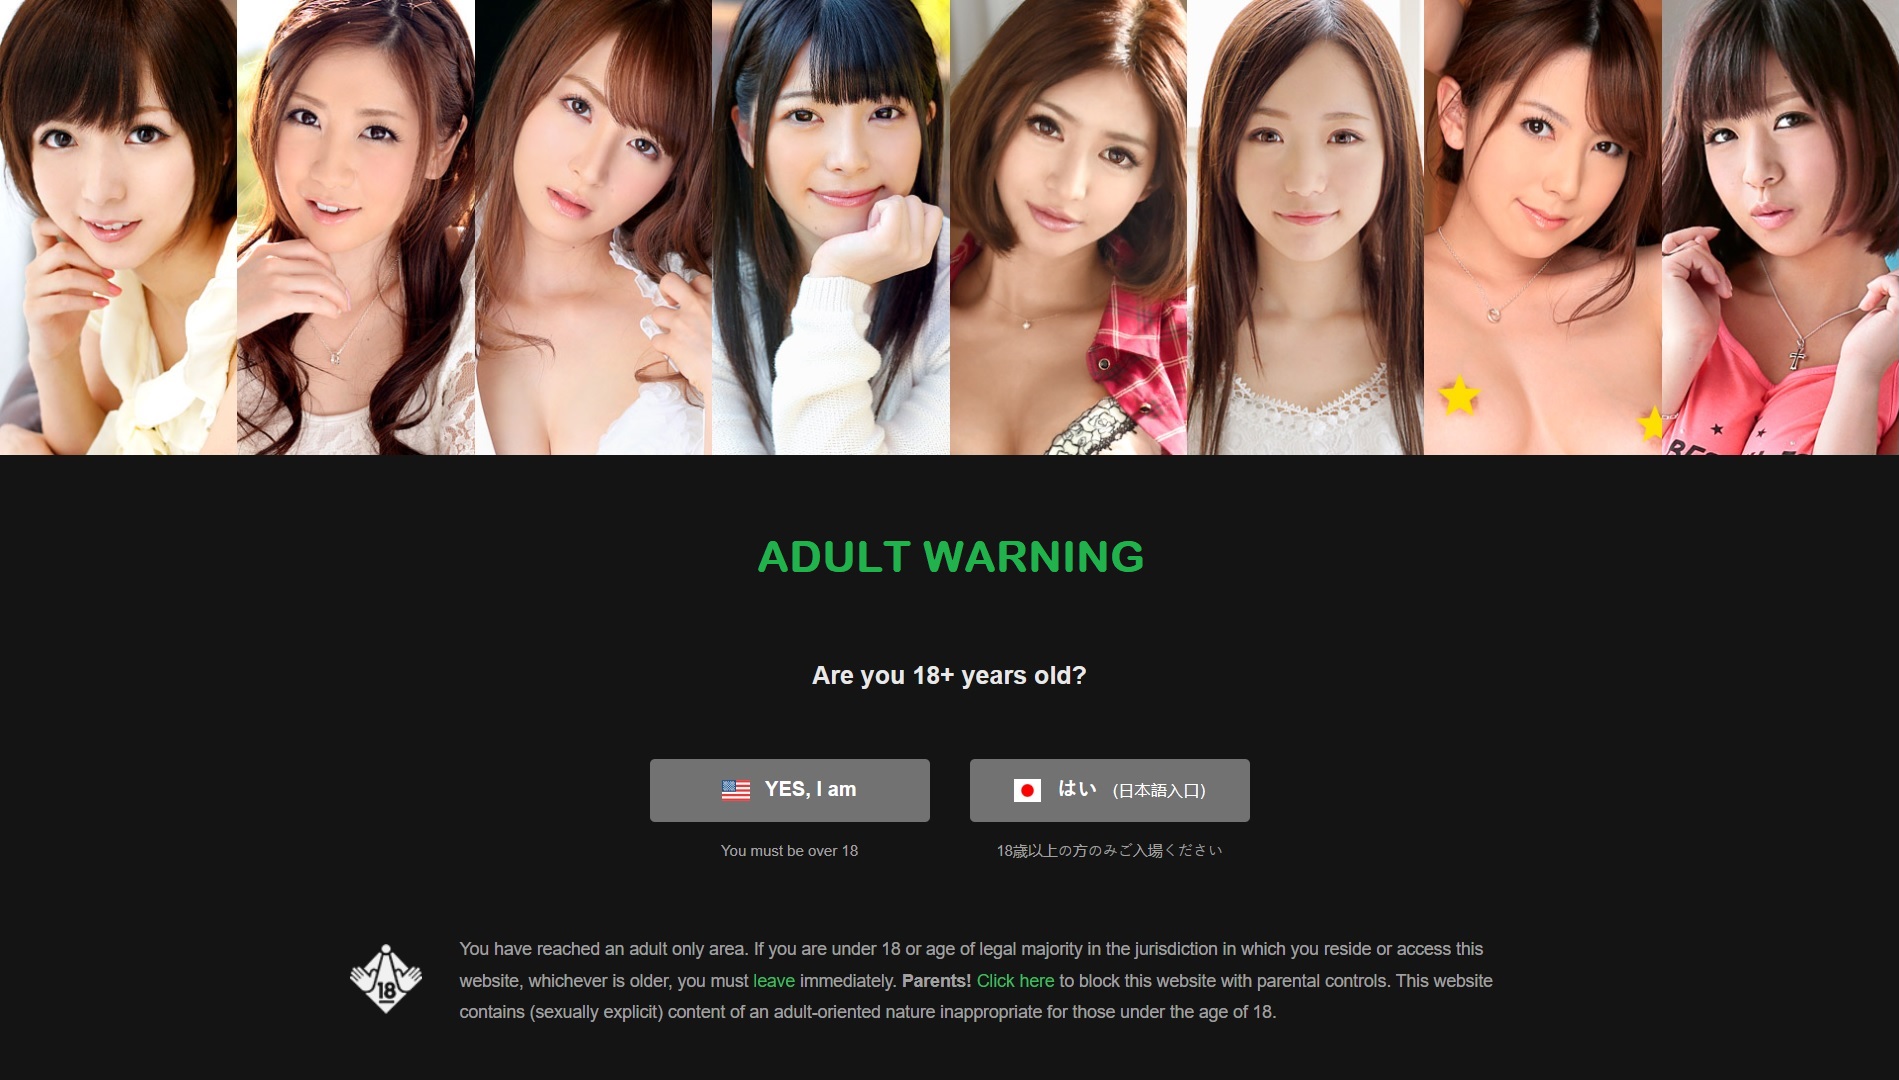 ADULT WARNING
Are you 18+ years old?
YES, I am
はい (日本語入口)
You must be over 18
18歳以上の方のみご入場ください
18
You have reached an adult only area. If you are under 18 or age of legal majority in the jurisdiction in which you reside or access this
website, whichever is older, you must leave immediately. Parents! Click here to block this website with parental controls. This website
contains (sexually explicit) content of an adult-oriented nature inappropriate for those under the age of 18.